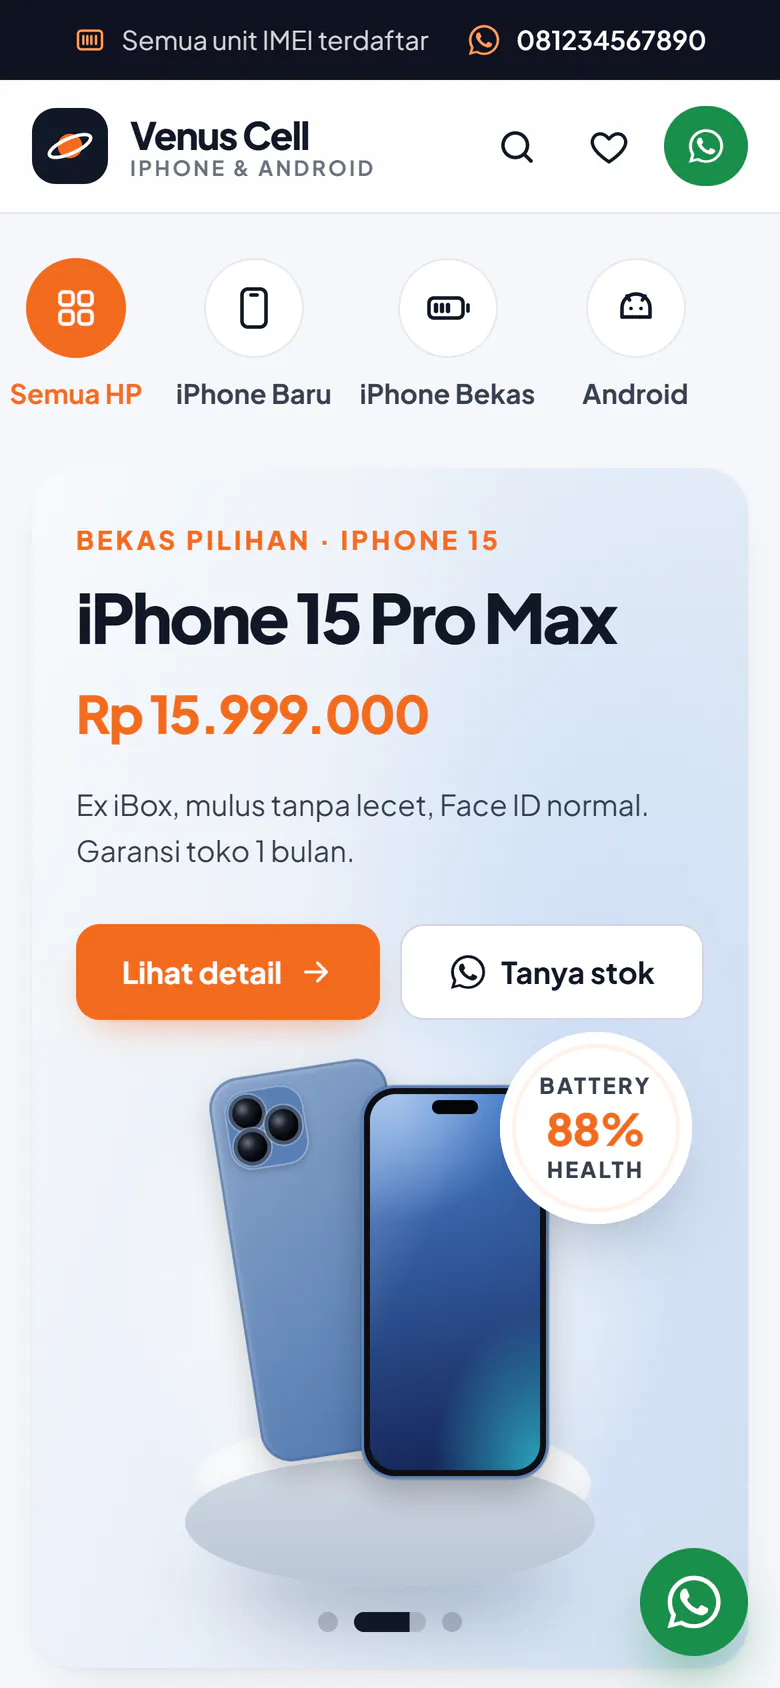 Semua unit IMEI terdaftar
081234567890
Venus Cell
IPHONE & ANDROID
Semua HP
iPhone Baru
iPhone Bekas
Android
BEKAS PILIHAN · IPHONE 15
iPhone 15 Pro Max
Rp 15.999.000
Ex iBox, mulus tanpa lecet, Face ID normal.
Garansi toko 1 bulan.
Lihat detail
Tanya stok
BATTERY
88%
HEALTH